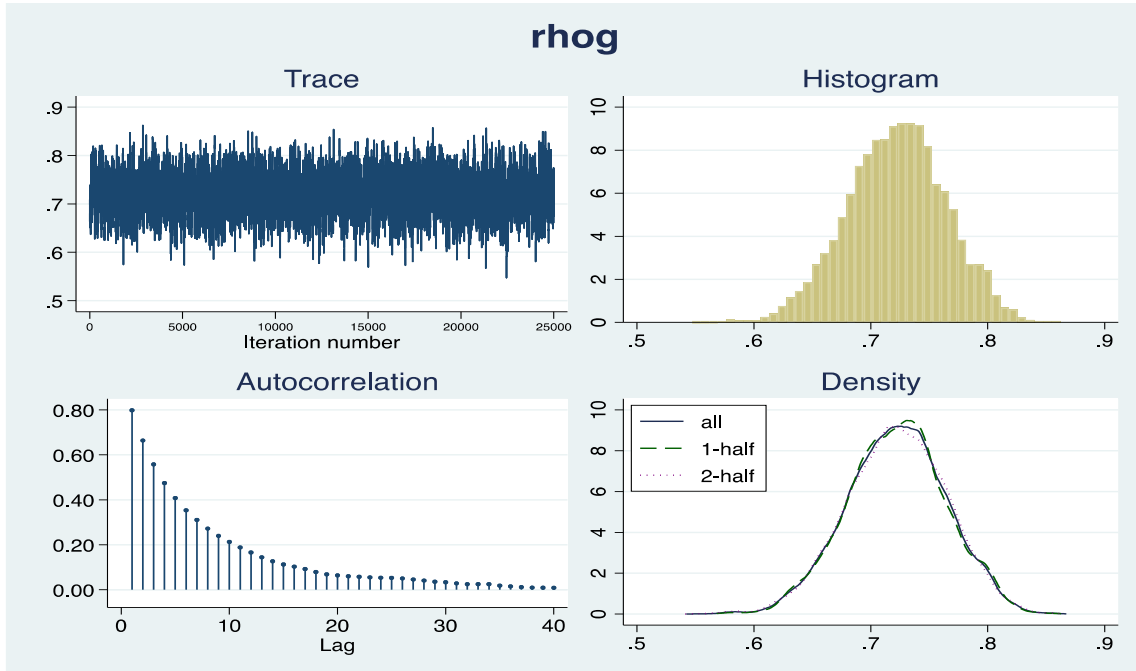 rhog
Trace
.9
.8
.7
.6
.5
0 5000 10000 15000 20000 25000
Iteration number
Histogram
10
8
6
4
2
0
.5 .6 .7 .8 .9
Autocorrelation
0.80
0.60
0.40
0.20
0.00
0 10 20 30 40
Lag
Density
10
8
6
4
2
0
all
1-half
2-half
.5 .6 .7 .8 .9